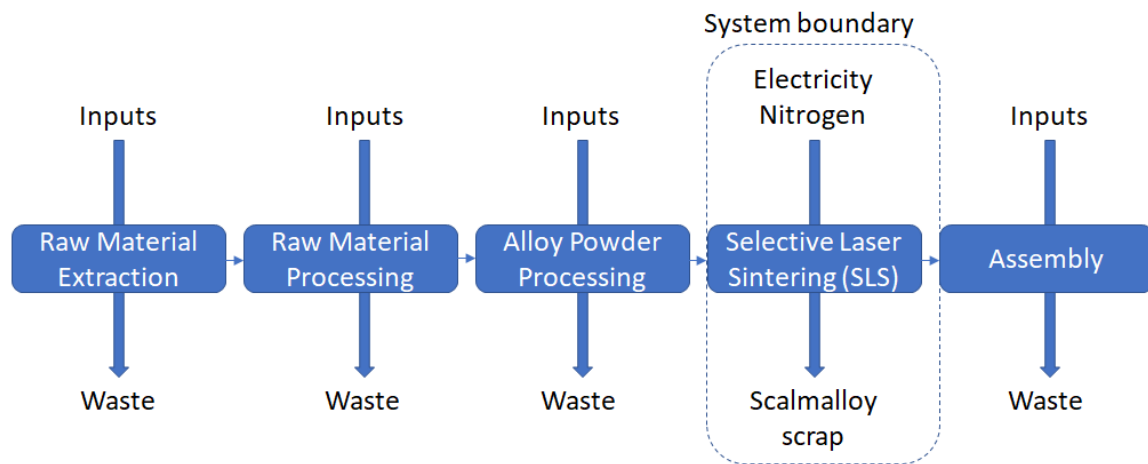 System boundary
Inputs
Inputs
Inputs
Electricity
Nitrogen
Inputs
Raw Material
Extraction
Raw Material
Processing
Alloy Powder
Processing
Selective Laser
Sintering (SLS)
Assembly
Waste
Waste
Waste
Scalmalloy
scrap
Waste